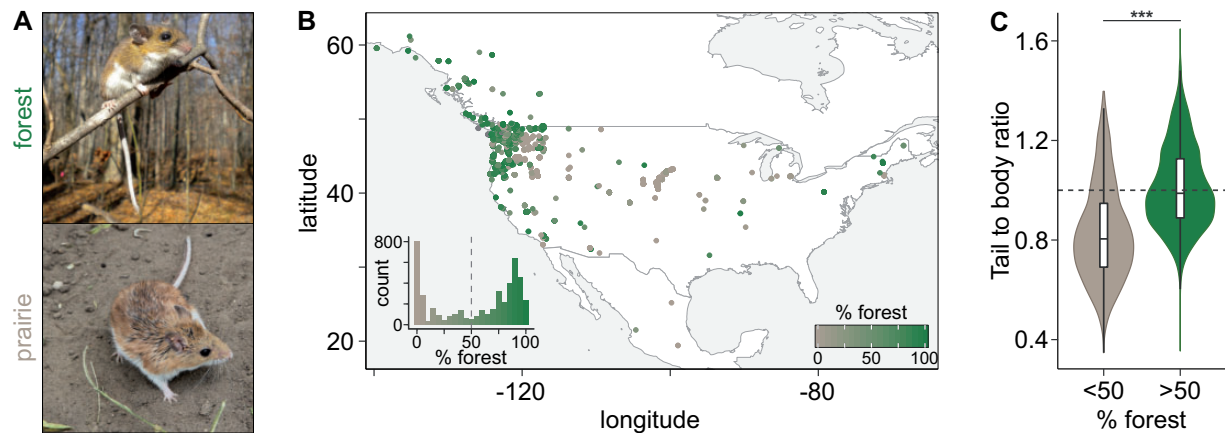 A
forest
prairie
B
60
40
20
latitude
-120
-80
longitude
800
0
count
0 50 100
% forest
% forest
0 50 100
C
***
1.6
1.2
0.8
0.4
Tail to body ratio
<50 >50
% forest